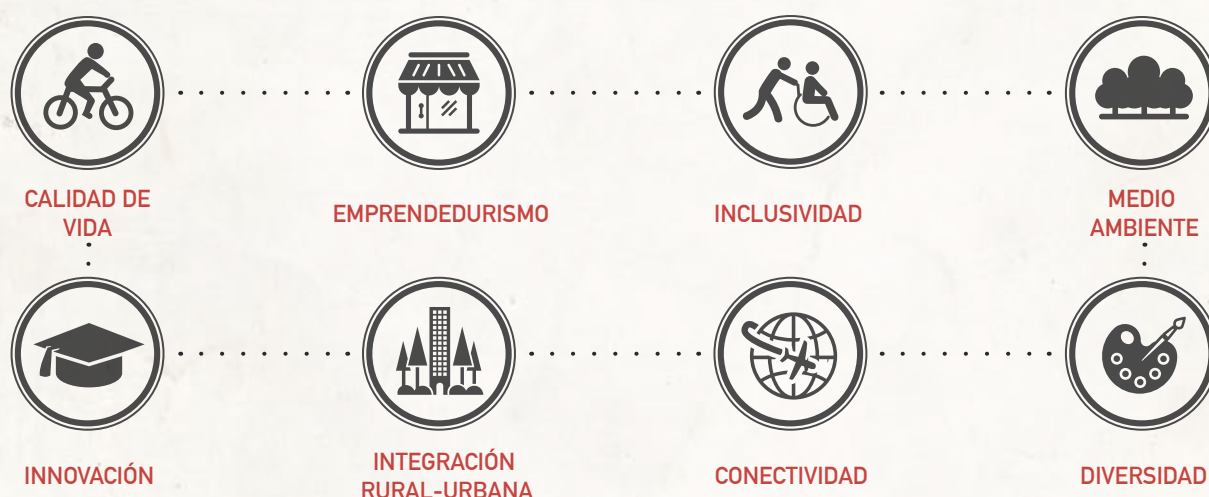 CALIDAD DE
VIDA
EMPRENDEDURISMO
INCLUSIVIDAD
MEDIO
AMBIENTE
INNOVACIÓN
INTEGRACIÓN
RURAL-URBANA
CONECTIVIDAD
DIVERSIDAD